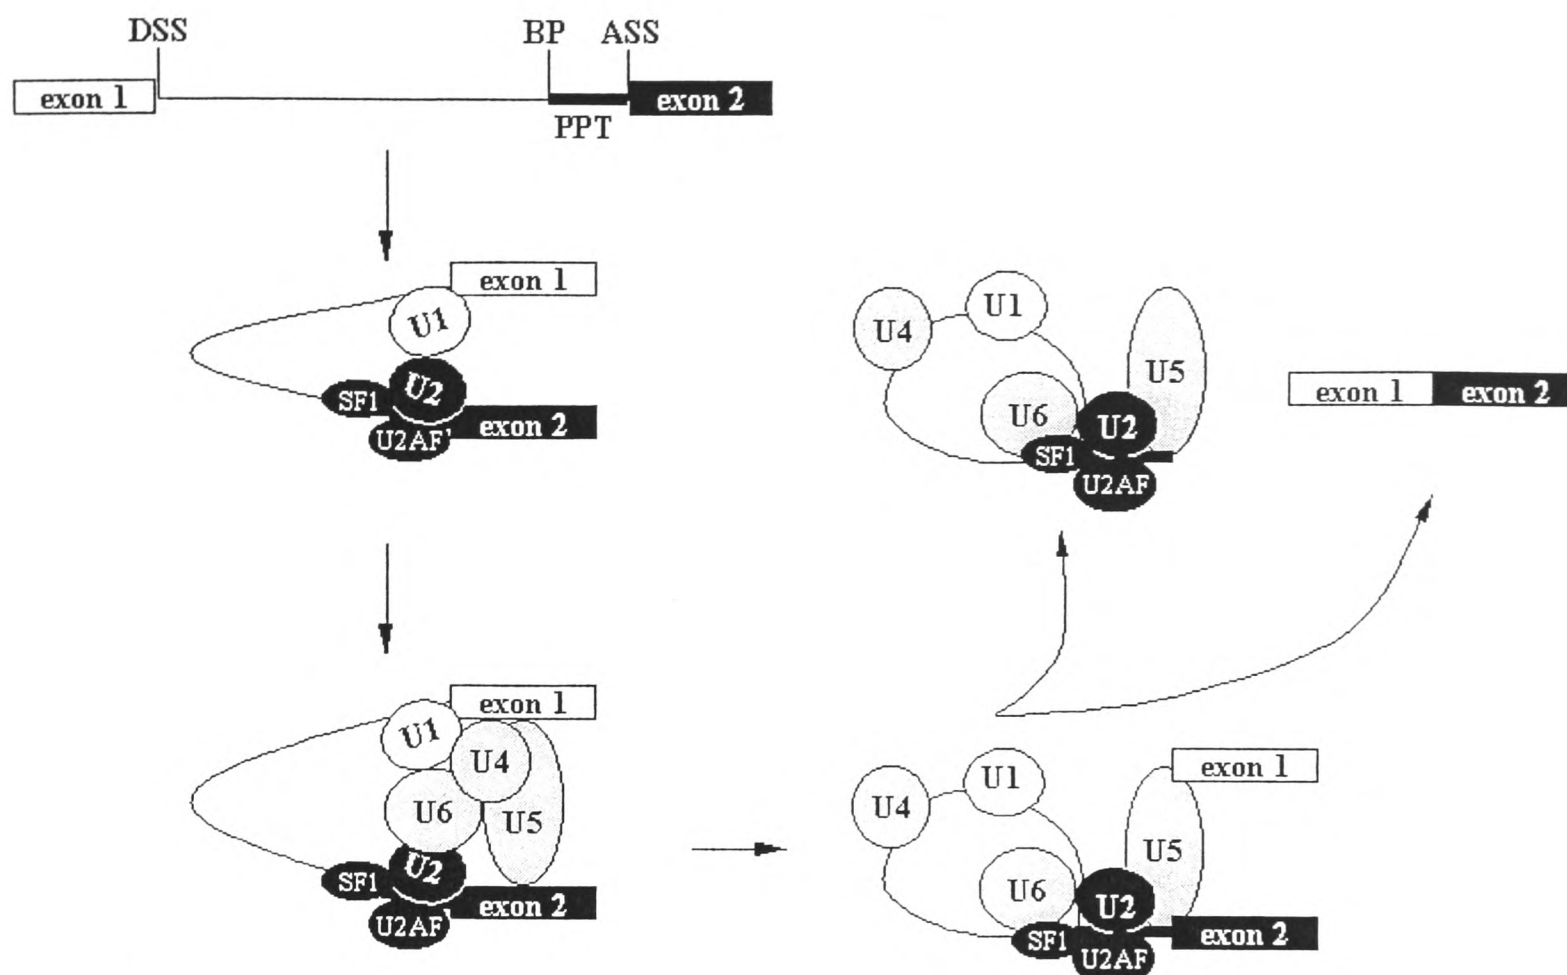 DSS BP ASS
exon 1 exon 2
PPT
exon 1
U1
U2
SF1
U2AF
exon 2
exon 1
U1
U4
U6
U5
U2
SF1
U2AF
exon 2
U1
U4
U5
U6
U2
SF1
U2AF
exon 1 exon 2
U1
exon 1
U4
U5
U6
U2
SF1
U2AF
exon 2